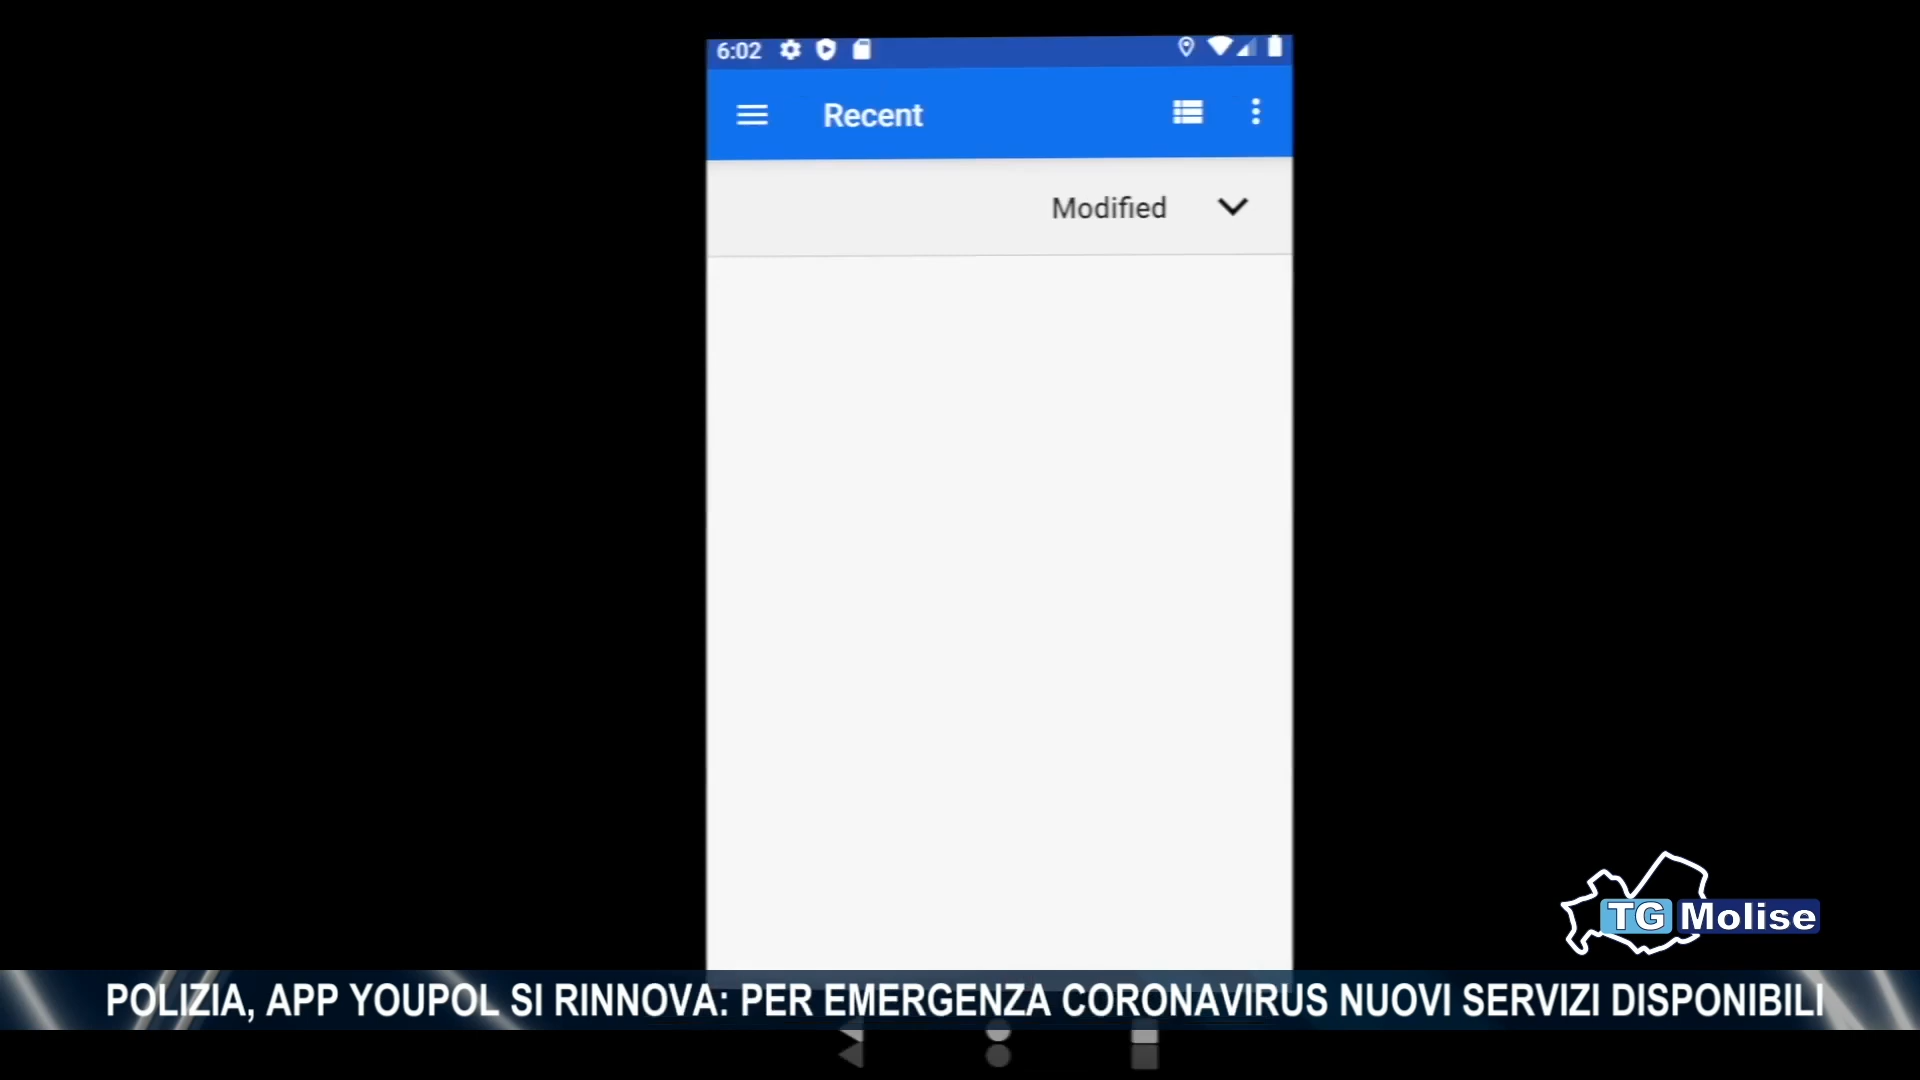 6:02
Recent
Modified
TG Molise
POLIZIA, APP YOUPOL SI RINNOVA: PER EMERGENZA CORONAVIRUS NUOVI SERVIZI DISPONIBILI